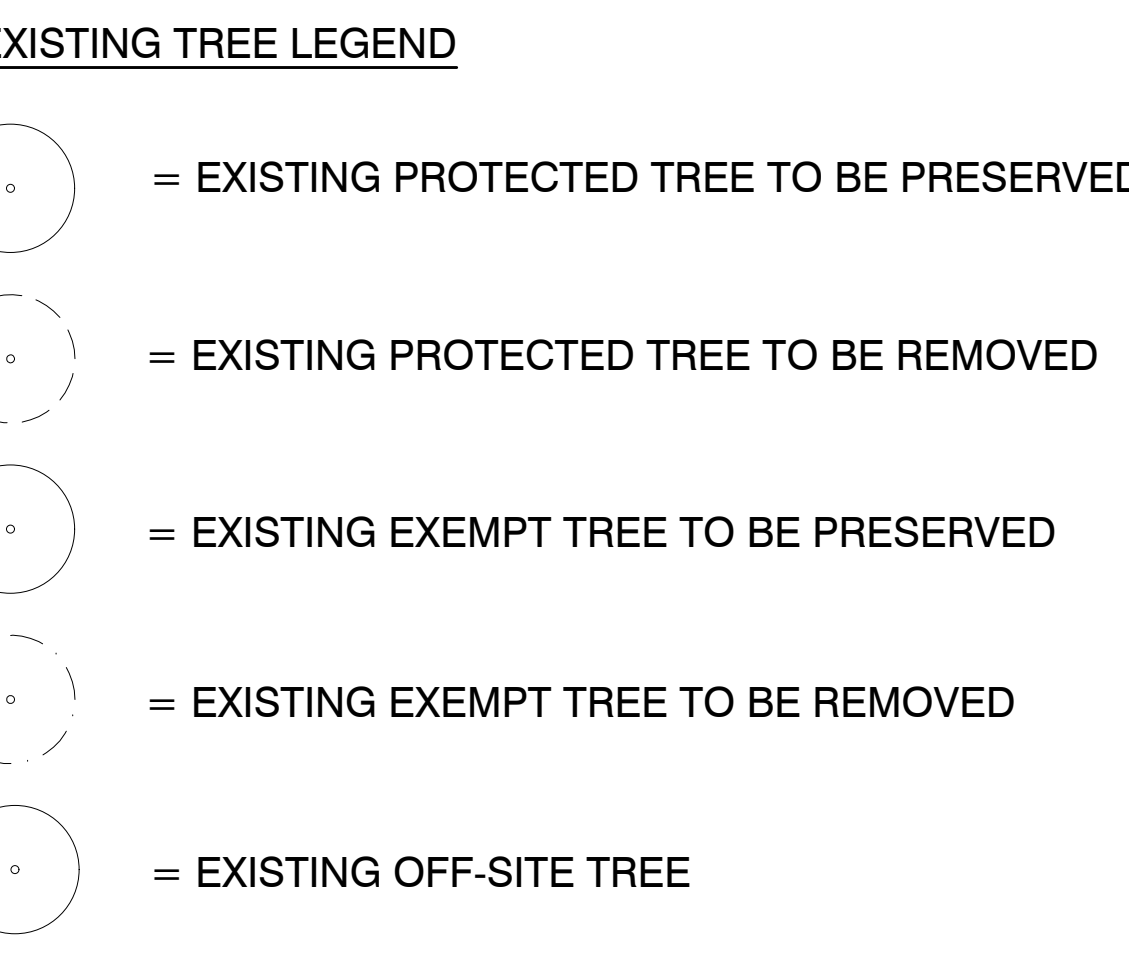 EXISTING TREE LEGEND
= EXISTING PROTECTED TREE TO BE PRESERVED
= EXISTING PROTECTED TREE TO BE REMOVED
= EXISTING EXEMPT TREE TO BE PRESERVED
= EXISTING EXEMPT TREE TO BE REMOVED
= EXISTING OFF-SITE TREE